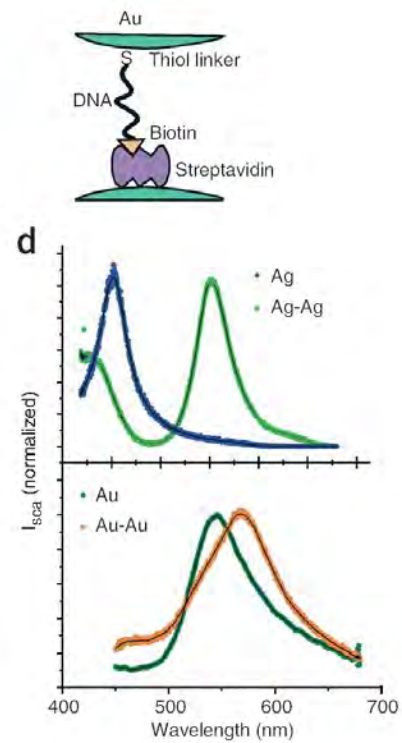 Au
S Thiol linker
DNA
Biotin
Streptavidin
d
Ag
Ag-Ag
I_sca (normalized)
Au
Au-Au
400 500 600 700
Wavelength (nm)